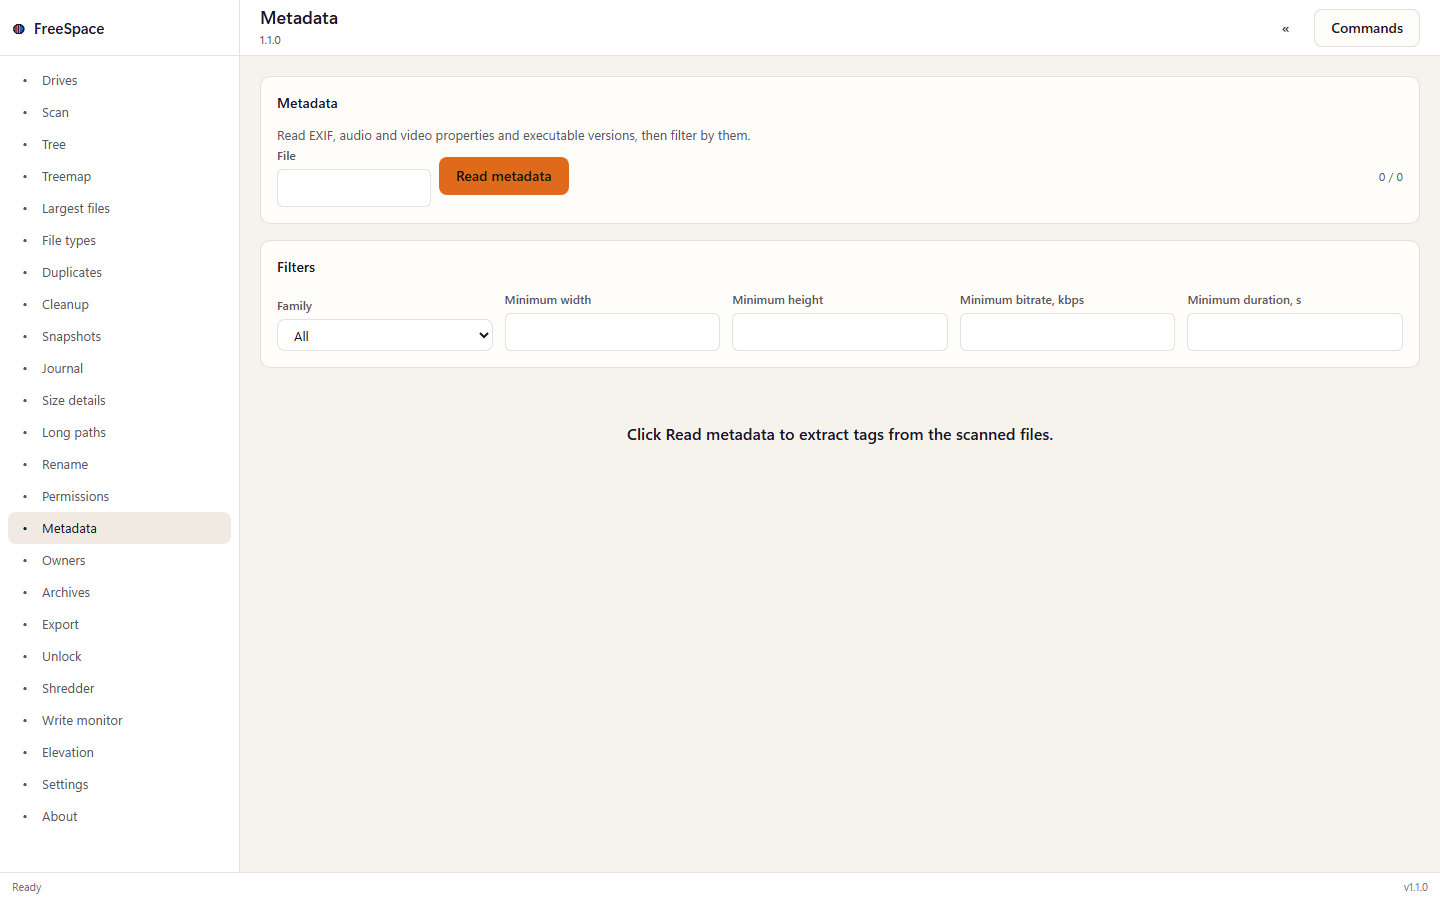 FreeSpace
Metadata
1.1.0
«
Commands
• Drives
• Scan
• Tree
• Treemap
• Largest files
• File types
• Duplicates
• Cleanup
• Snapshots
• Journal
• Size details
• Long paths
• Rename
• Permissions
• Metadata
• Owners
• Archives
• Export
• Unlock
• Shredder
• Write monitor
• Elevation
• Settings
• About
Metadata
Read EXIF, audio and video properties and executable versions, then filter by them.
File
Read metadata
0 / 0
Filters
Family
All
Minimum width
Minimum height
Minimum bitrate, kbps
Minimum duration, s
Click Read metadata to extract tags from the scanned files.
Ready
v1.1.0